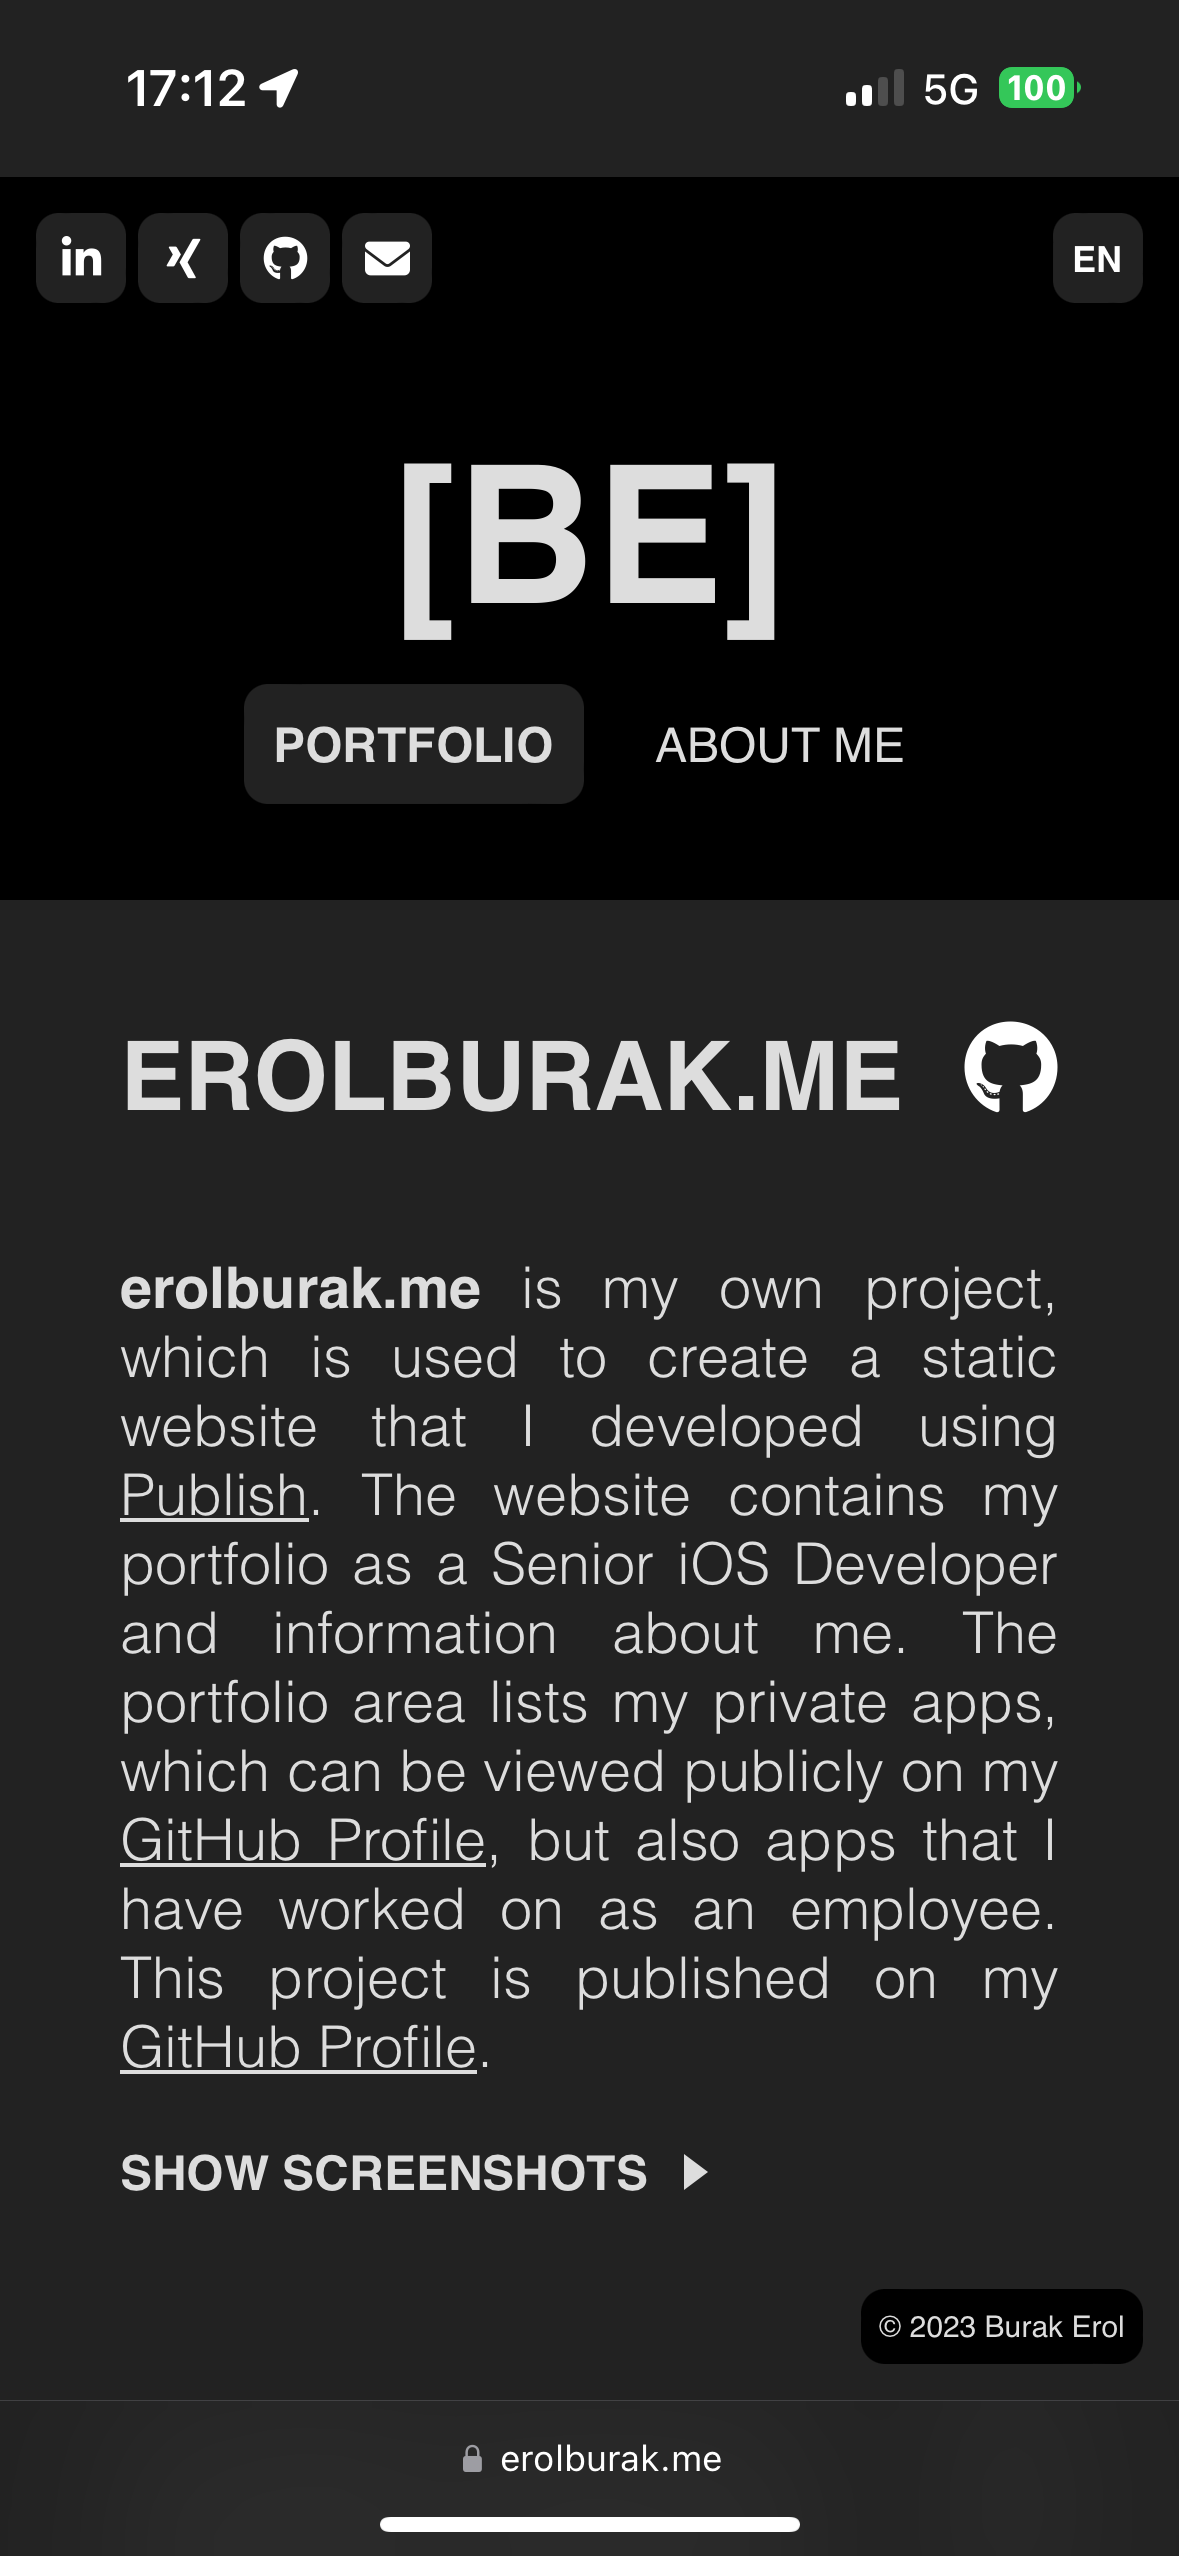 17:12
5G 100
in
EN
[BE]
PORTFOLIO ABOUT ME
EROLBURAK.ME
erolburak.me is my own project,
which is used to create a static
website that I developed using
Publish. The website contains my
portfolio as a Senior iOS Developer
and information about me. The
portfolio area lists my private apps,
which can be viewed publicly on my
GitHub Profile, but also apps that I
have worked on as an employee.
This project is published on my
GitHub Profile.
SHOW SCREENSHOTS
© 2023 Burak Erol
erolburak.me